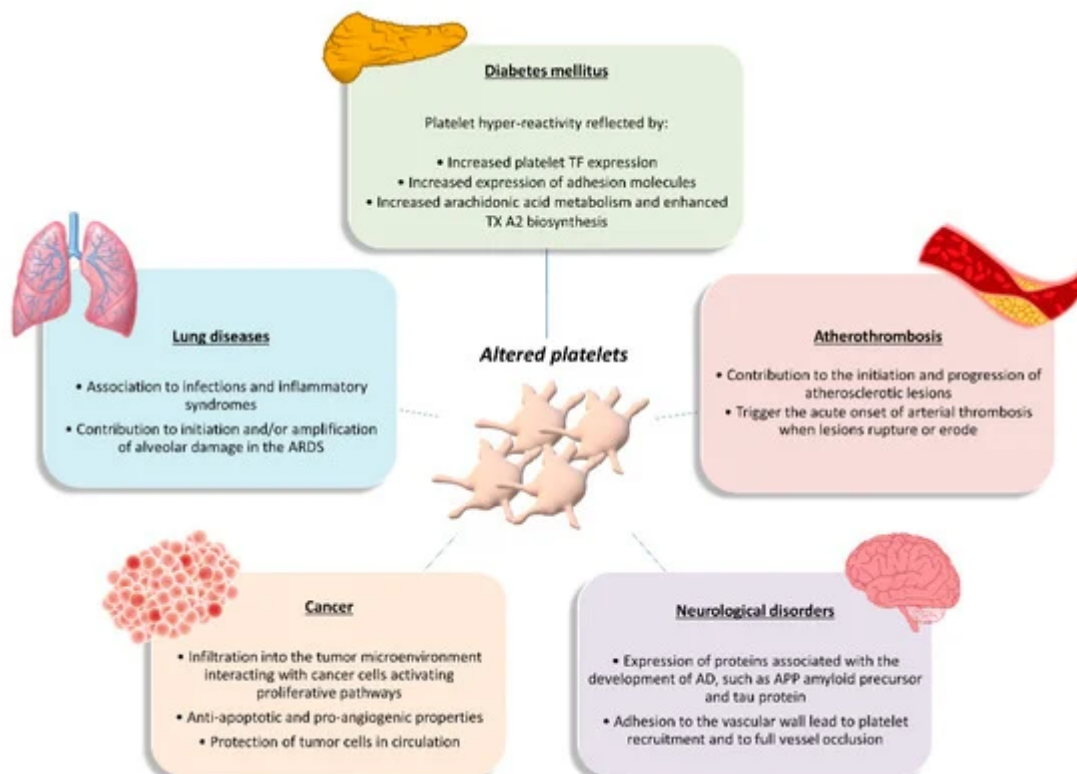 Diabetes mellitus
Platelet hyper-reactivity reflected by:
• Increased platelet TF expression
• Increased expression of adhesion molecules
• Increased arachidonic acid metabolism and enhanced
TX A2 biosynthesis
Lung diseases
• Association to infections and inflammatory
syndromes
• Contribution to initiation and/or amplification
of alveolar damage in the ARDS
Altered platelets
Atherothrombosis
• Contribution to the initiation and progression of
atherosclerotic lesions
• Trigger the acute onset of arterial thrombosis
when lesions rupture or erode
Cancer
• Infiltration into the tumor microenvironment
interacting with cancer cells activating
proliferative pathways
• Anti-apoptotic and pro-angiogenic properties
• Protection of tumor cells in circulation
Neurological disorders
• Expression of proteins associated with the
development of AD, such as APP amyloid precursor
and tau protein
• Adhesion to the vascular wall lead to platelet
recruitment and to full vessel occlusion